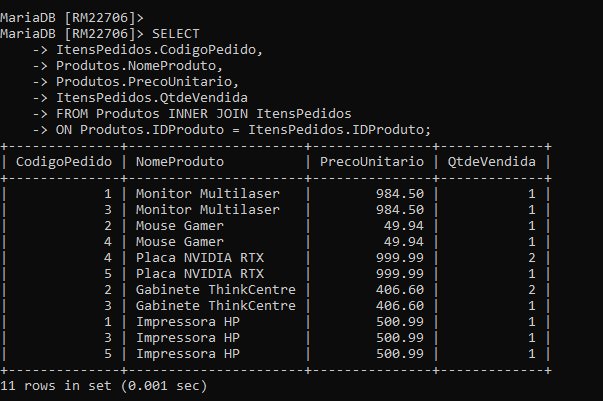 MariaDB [RM22706]>
MariaDB [RM22706]> SELECT
    -> ItensPedidos.CodigoPedido,
    -> Produtos.NomeProduto,
    -> Produtos.PrecoUnitario,
    -> ItensPedidos.QtdeVendida
    -> FROM Produtos INNER JOIN ItensPedidos
    -> ON Produtos.IDProduto = ItensPedidos.IDProduto;
+--------------+----------------------+---------------+-------------+
| CodigoPedido | NomeProduto          | PrecoUnitario | QtdeVendida |
+--------------+----------------------+---------------+-------------+
|            1 | Monitor Multilaser   |        984.50 |           1 |
|            3 | Monitor Multilaser   |        984.50 |           1 |
|            2 | Mouse Gamer          |         49.94 |           1 |
|            4 | Mouse Gamer          |         49.94 |           1 |
|            4 | Placa NVIDIA RTX     |        999.99 |           2 |
|            5 | Placa NVIDIA RTX     |        999.99 |           1 |
|            2 | Gabinete ThinkCentre |        406.60 |           2 |
|            3 | Gabinete ThinkCentre |        406.60 |           1 |
|            1 | Impressora HP        |        500.99 |           1 |
|            3 | Impressora HP        |        500.99 |           1 |
|            5 | Impressora HP        |        500.99 |           1 |
+--------------+----------------------+---------------+-------------+
11 rows in set (0.001 sec)